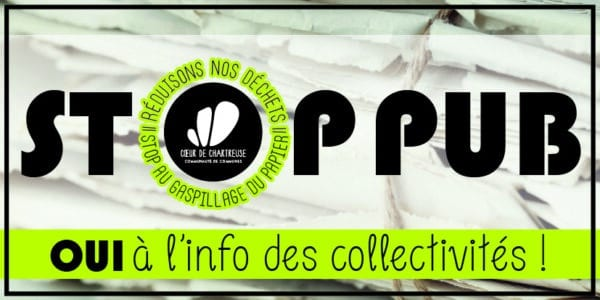 STOP PUB
RÉDUISONS NOS DÉCHETS !!
STOP AU GASPILLAGE DU PAPIER !!
CŒUR DE CHARTREUSE
COMMUNAUTÉ DE COMMUNES
OUI à l'info des collectivités !